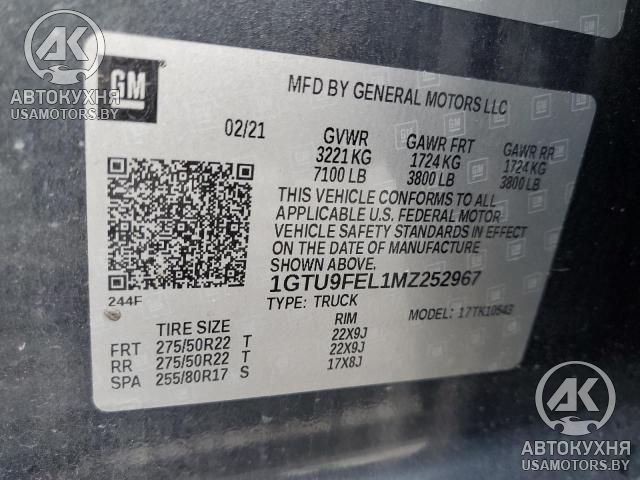 AK
АВТОКУХНЯ
USAMOTORS.BY
GM
MFD BY GENERAL MOTORS LLC
02/21
GVWR GAWR FRT GAWR RR
3221 KG 1724 KG 1724 KG
7100 LB 3800 LB 3800 LB
THIS VEHICLE CONFORMS TO ALL
APPLICABLE U.S. FEDERAL MOTOR
VEHICLE SAFETY STANDARDS IN EFFECT
ON THE DATE OF MANUFACTURE
SHOWN ABOVE.
1GTU9FEL1MZ252967
244F
TYPE: TRUCK MODEL: 17TK10543
TIRE SIZE RIM
FRT 275/50R22 T 22X9J
RR 275/50R22 T 22X9J
SPA 255/80R17 S 17X8J
AK
АВТОКУХНЯ
USAMOTORS.BY